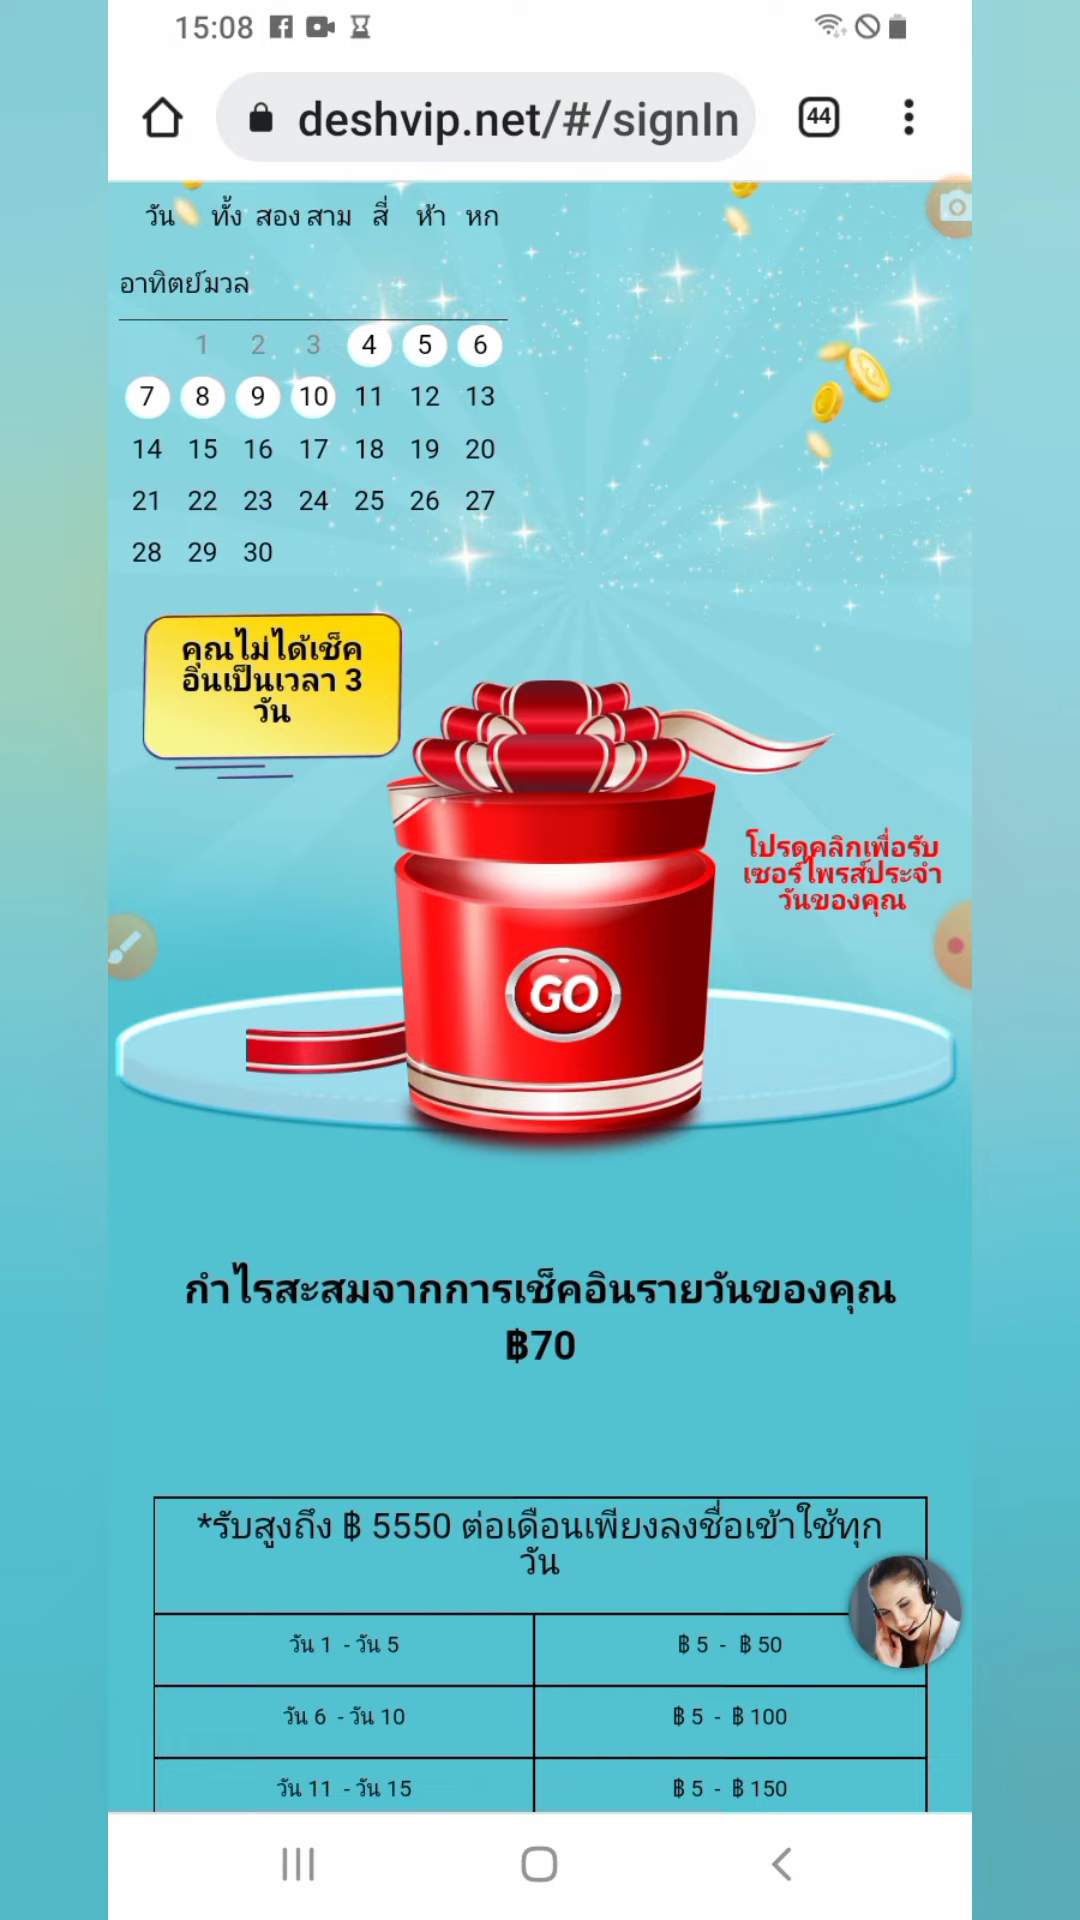 15:08
deshvip.net/#/signIn
44
วัน ทั้ง สอง สาม สี่ ห้า หก
อาทิตย์มวล
1 2 3 4 5 6
7 8 9 10 11 12 13
14 15 16 17 18 19 20
21 22 23 24 25 26 27
28 29 30
คุณไม่ได้เช็ค
อินเป็นเวลา 3
วัน
โปรดคลิกเพื่อรับ
เซอร์ไพรส์ประจำ
วันของคุณ
GO
กำไรสะสมจากการเช็คอินรายวันของคุณ
฿70
*รับสูงถึง ฿ 5550 ต่อเดือนเพียงลงชื่อเข้าใช้ทุก
วัน
วัน 1 - วัน 5 ฿ 5 - ฿ 50
วัน 6 - วัน 10 ฿ 5 - ฿ 100
วัน 11 - วัน 15 ฿ 5 - ฿ 150